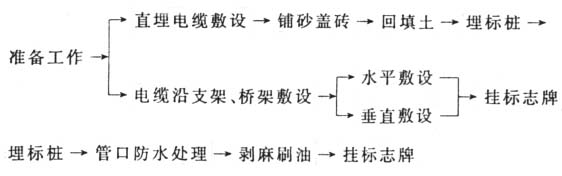 直埋电缆敷设→铺砂盖砖→回填土→埋标桩→
准备工作→
水平敷设
电缆沿支架、桥架敷设→
→挂标志牌
垂直敷设
埋标桩→管口防水处理→剥麻刷油→挂标志牌